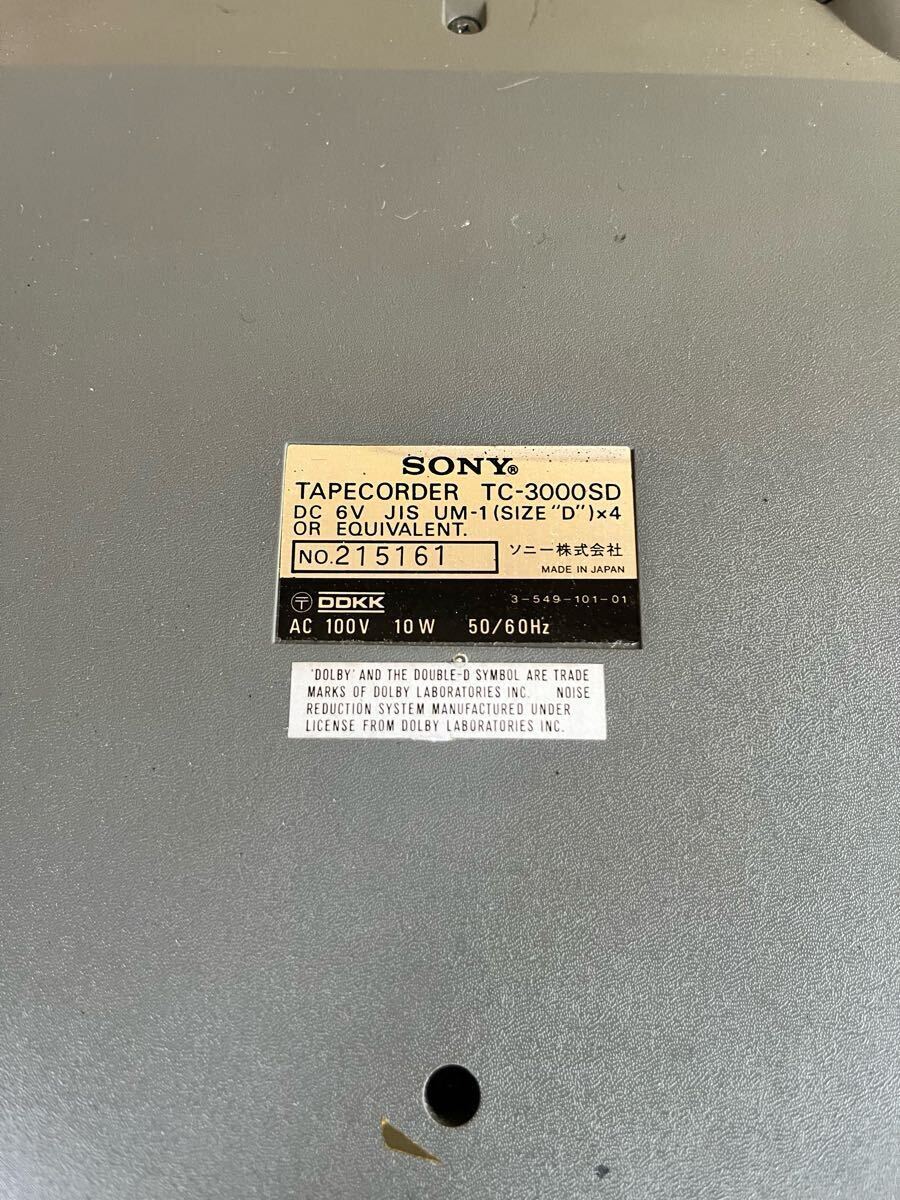 SONY®
TAPECORDER TC-3000SD
DC 6V JIS UM-1(SIZE "D")×4
OR EQUIVALENT.
NO.215161 ソニー株式会社
MADE IN JAPAN
〶 DDKK 3-549-101-01
AC 100V 10W 50/60Hz
'DOLBY' AND THE DOUBLE-D SYMBOL ARE TRADE
MARKS OF DOLBY LABORATORIES INC. NOISE
REDUCTION SYSTEM MANUFACTURED UNDER
LICENSE FROM DOLBY LABORATORIES INC.